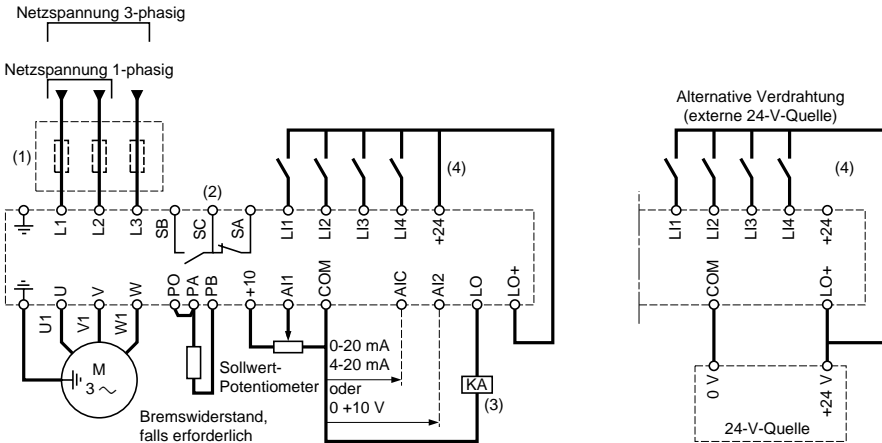 Netzspannung 3-phasig
Netzspannung 1-phasig
(1)
(2)
(4)
L1
L2
L3
SB
SC
SA
LI1
LI2
LI3
LI4
+24
U
V
W
PO
PA
PB
+10
AI1
COM
AIC
AI2
LO
LO+
U1
V1
W1
M
3 ~
Sollwert-
Potentiometer
Bremswiderstand,
falls erforderlich
0-20 mA
4-20 mA
oder
0 +10 V
KA
(3)
Alternative Verdrahtung
(externe 24-V-Quelle)
(4)
LI1
LI2
LI3
LI4
+24
COM
LO+
0 V
+24 V
24-V-Quelle